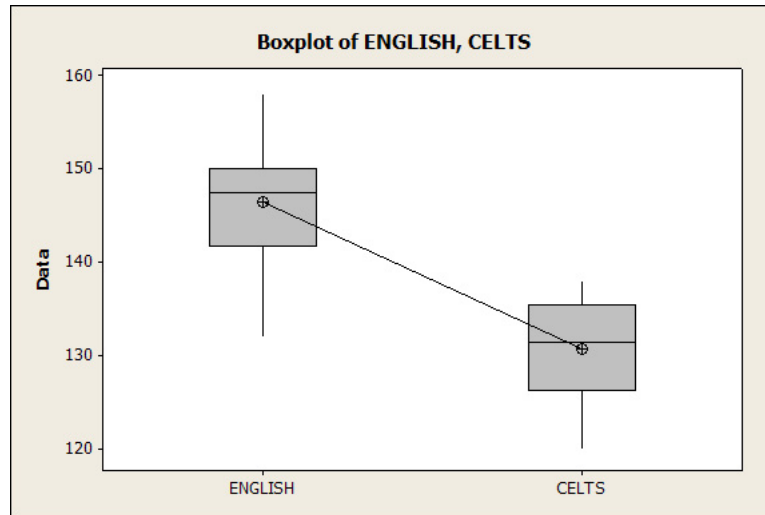 Boxplot of ENGLISH, CELTS
160
150
140
130
120
Data
ENGLISH CELTS